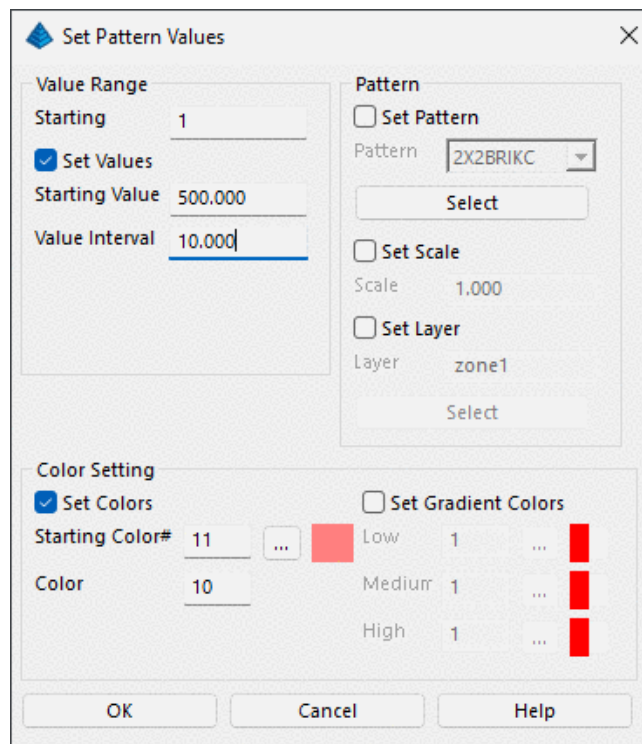 Set Pattern Values
Value Range
Starting 1
Set Values
Starting Value 500.000
Value Interval 10.000
Pattern
Set Pattern
Pattern 2X2BRIKC
Select
Set Scale
Scale 1.000
Set Layer
Layer zone1
Select
Color Setting
Set Colors
Starting Color# 11 ...
Color 10
Set Gradient Colors
Low 1 ...
Medium 1 ...
High 1 ...
OK Cancel Help